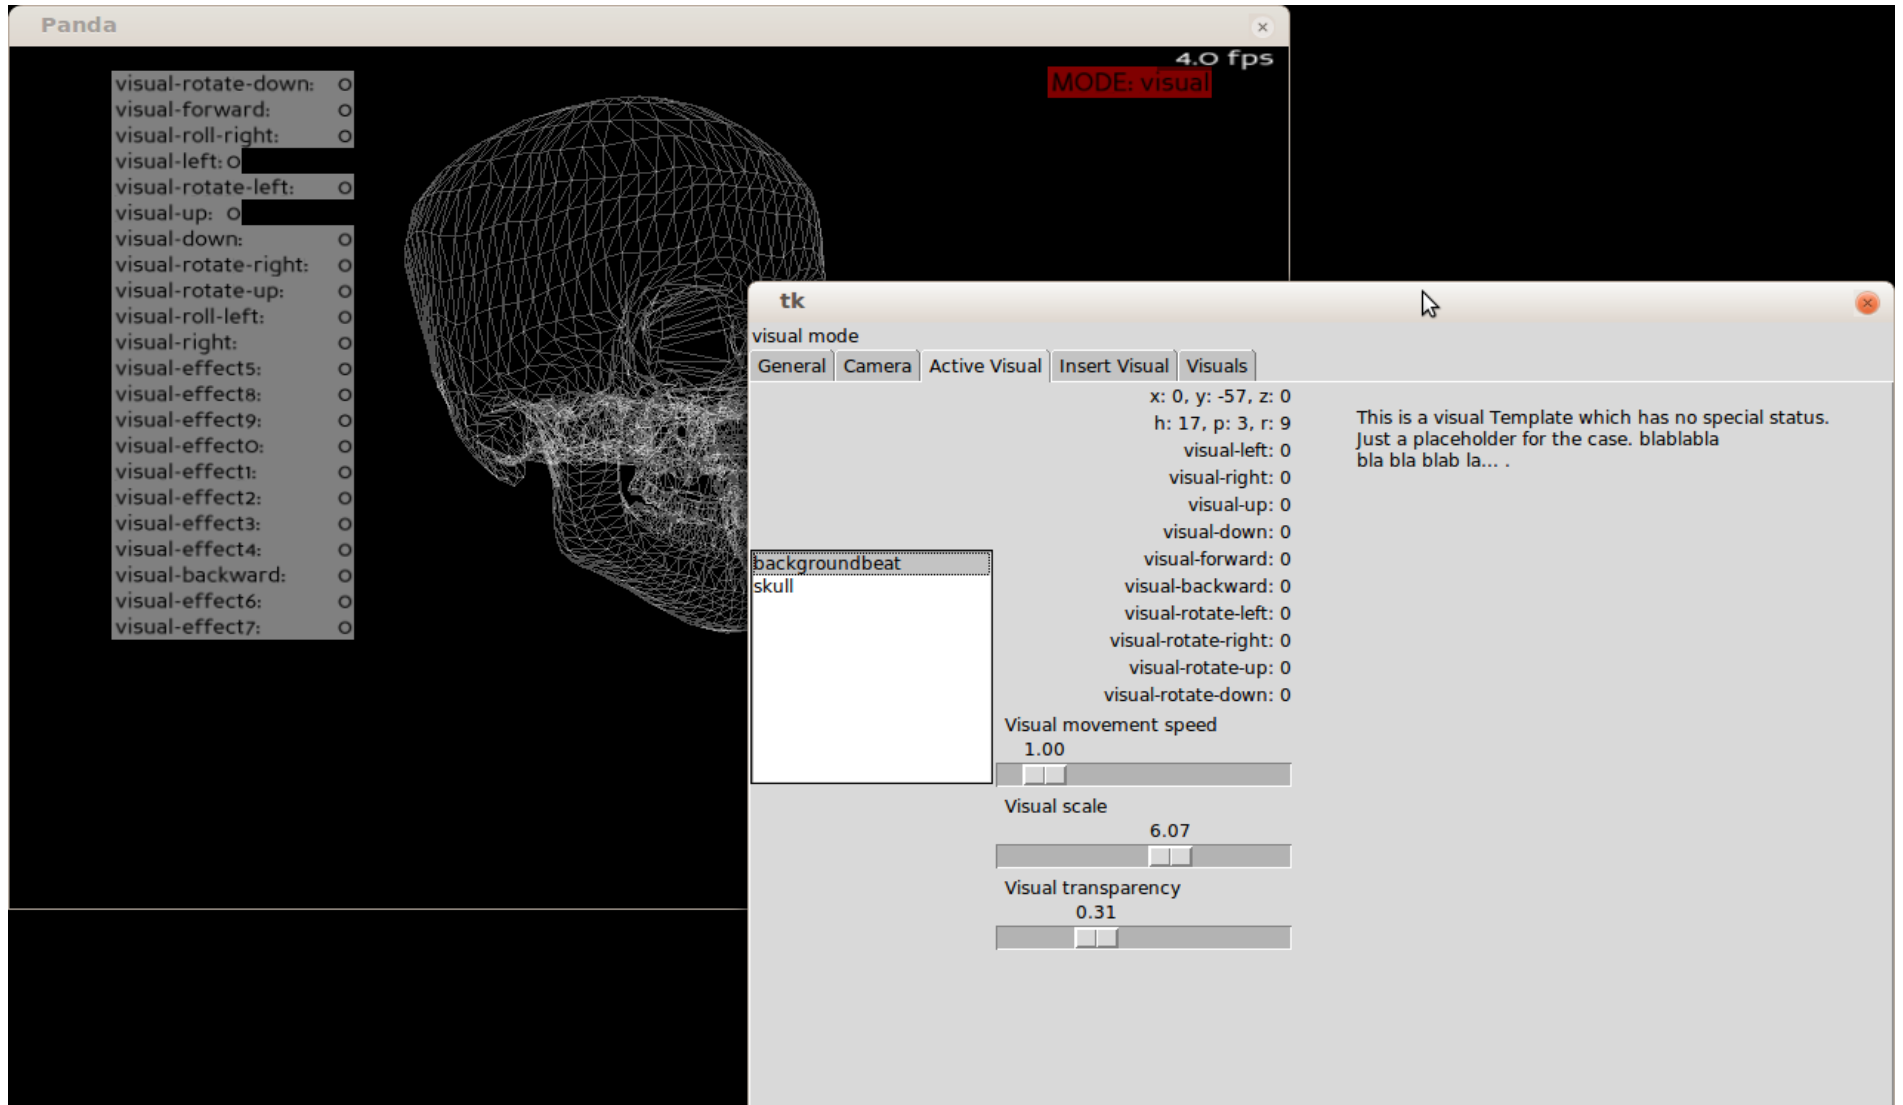 Panda
4.0 fps
MODE: visual
visual-rotate-down: 0
visual-forward: 0
visual-roll-right: 0
visual-left: 0
visual-rotate-left: 0
visual-up: 0
visual-down: 0
visual-rotate-right: 0
visual-rotate-up: 0
visual-roll-left: 0
visual-right: 0
visual-effect5: 0
visual-effect8: 0
visual-effect9: 0
visual-effect0: 0
visual-effect1: 0
visual-effect2: 0
visual-effect3: 0
visual-effect4: 0
visual-backward: 0
visual-effect6: 0
visual-effect7: 0
tk
visual mode
General Camera Active Visual Insert Visual Visuals
backgroundbeat
skull
x: 0, y: -57, z: 0
h: 17, p: 3, r: 9
visual-left: 0
visual-right: 0
visual-up: 0
visual-down: 0
visual-forward: 0
visual-backward: 0
visual-rotate-left: 0
visual-rotate-right: 0
visual-rotate-up: 0
visual-rotate-down: 0
Visual movement speed
1.00
Visual scale
6.07
Visual transparency
0.31
This is a visual Template which has no special status.
Just a placeholder for the case. blablabla
bla bla blab la... .